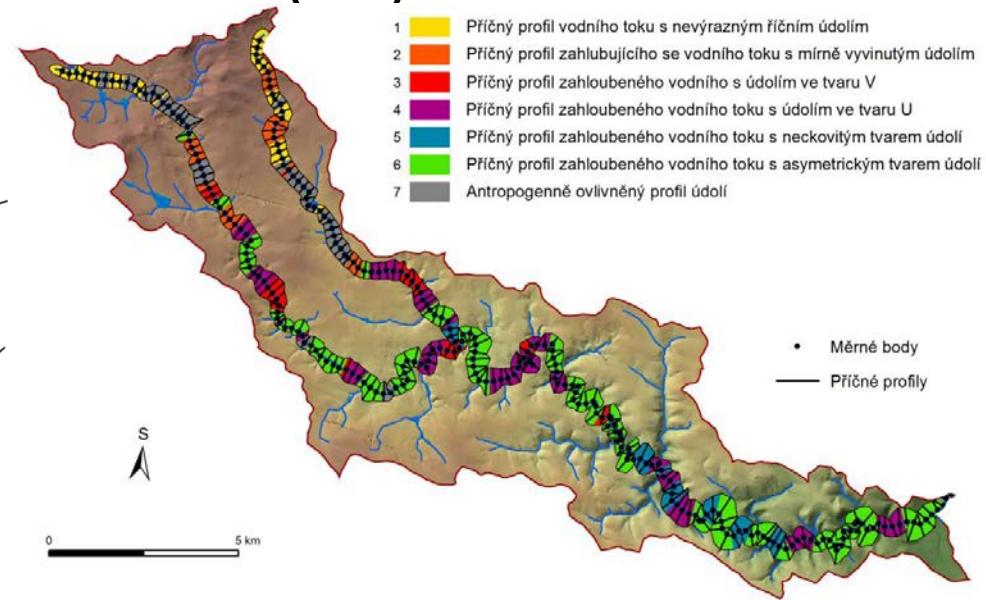 1 Příčný profil vodního toku s nevýrazným říčním údolím
2 Příčný profil zahlubujícího se vodního toku s mírně vyvinutým údolím
3 Příčný profil zahloubeného vodního s údolím ve tvaru V
4 Příčný profil zahloubeného vodního toku s údolím ve tvaru U
5 Příčný profil zahloubeného vodního toku s neckovitým tvarem údolí
6 Příčný profil zahloubeného vodního toku s asymetrickým tvarem údolí
7 Antropogenně ovlivněný profil údolí
Měrné body
Příčné profily
S
0 5 km